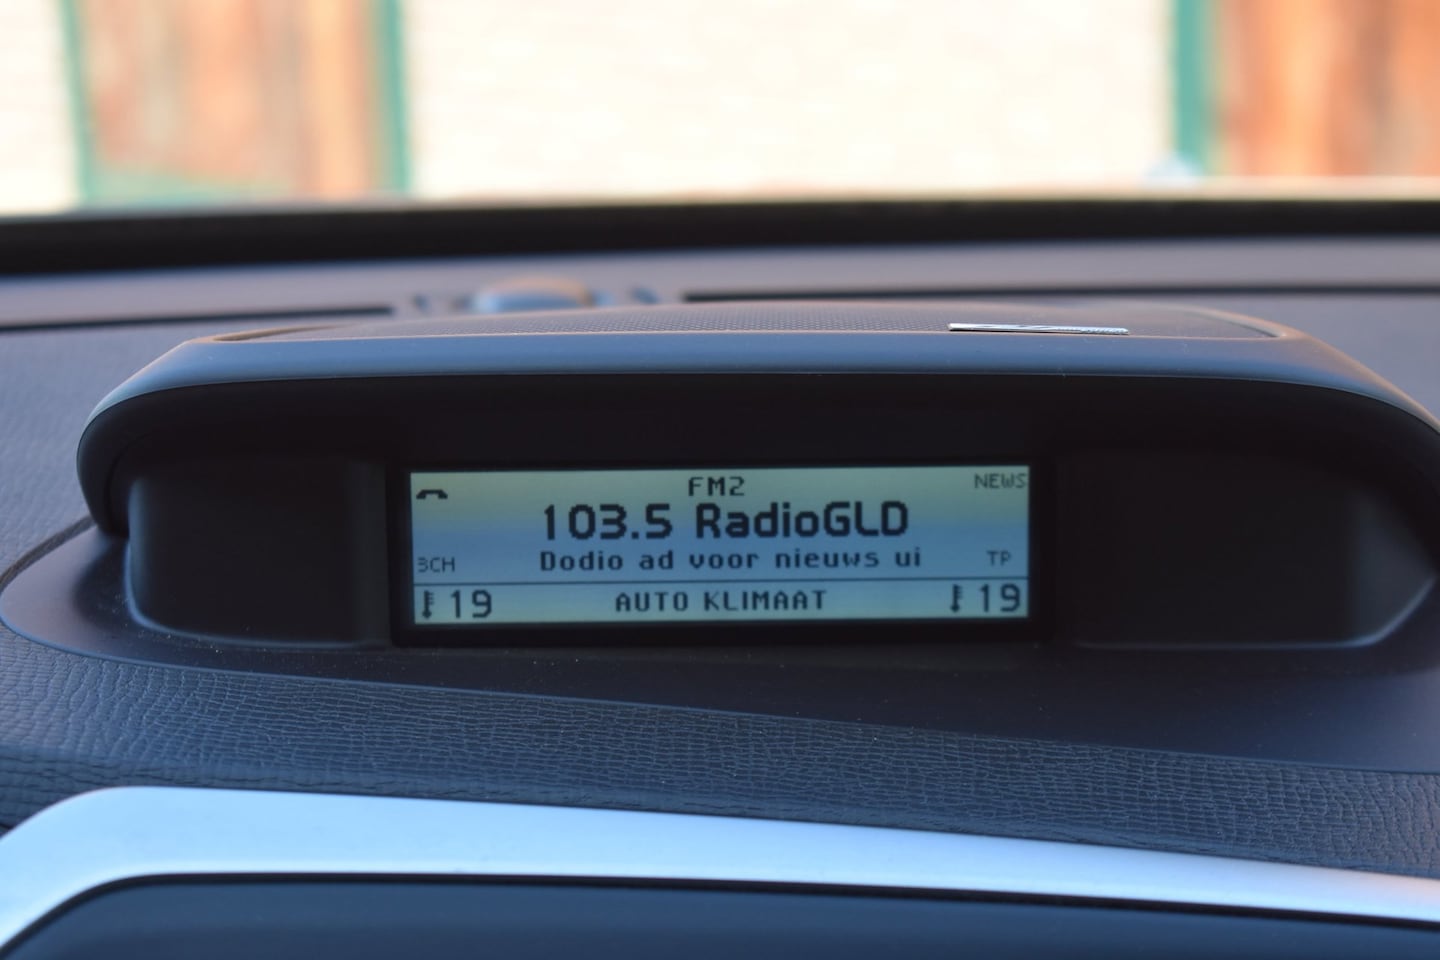 FM2
NEWS
103.5 RadioGLD
3CH
Dodio ad voor nieuws ui
TP
19
AUTO KLIMAAT
19